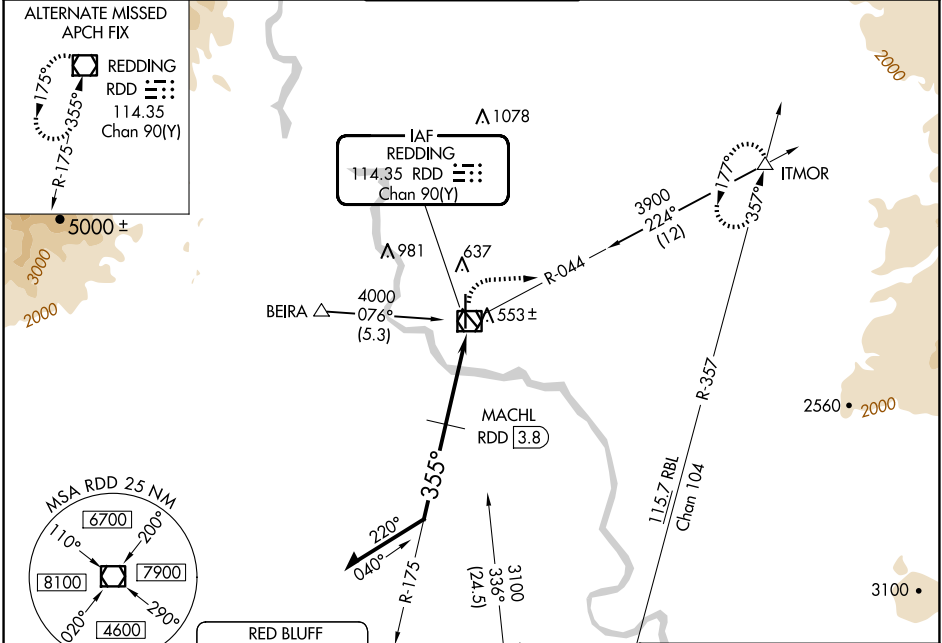 ALTERNATE MISSED
APCH FIX
REDDING
RDD
114.35
Chan 90(Y)
175°
355°
R-175
5000 ±
3000
2000
IAF
REDDING
114.35 RDD
Chan 90(Y)
1078
981
637
553 ±
BEIRA
4000
076°
(5.3)
R-044
3900
224°
(12)
177°
357°
ITMOR
2000
R-357
115.7 RBL
Chan 104
2560
2000
3100
MACHL
RDD 3.8
355°
220°
040°
R-175
3100
336°
(24.5)
MSA RDD 25 NM
6700
110°
200°
8100
7900
020°
290°
4600
RED BLUFF